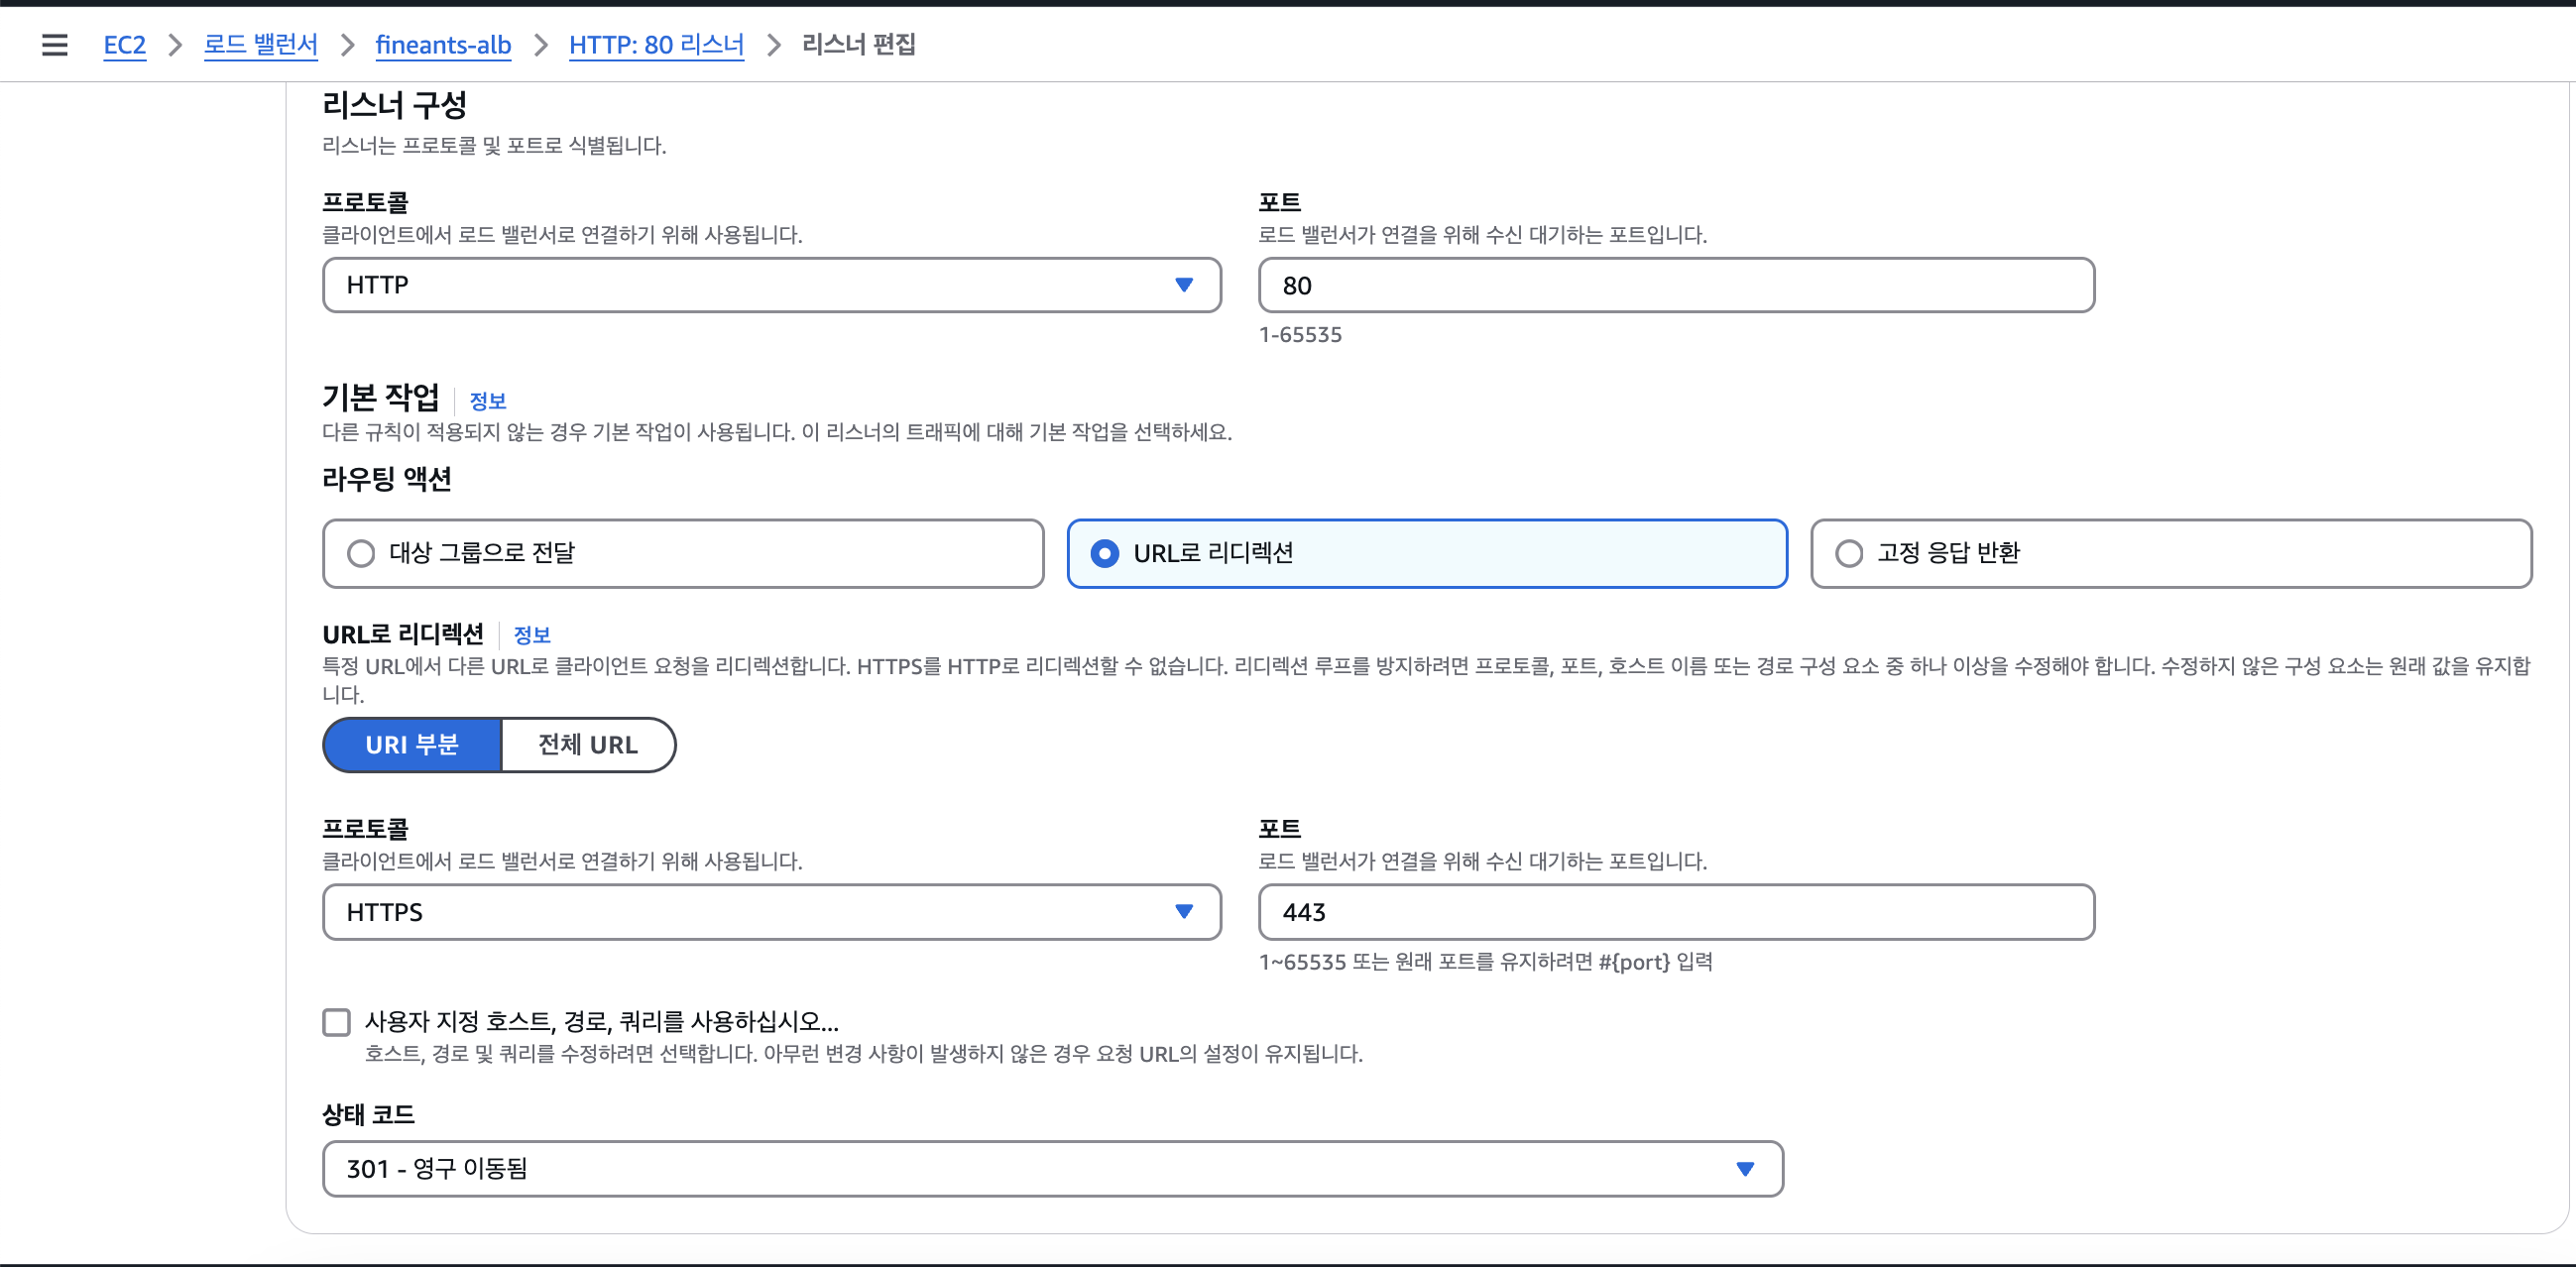 EC2 > 로드 밸런서 > fineants-alb > HTTP: 80 리스너 > 리스너 편집
리스너 구성
리스너는 프로토콜 및 포트로 식별됩니다.
프로토콜
클라이언트에서 로드 밸런서로 연결하기 위해 사용됩니다.
HTTP
포트
로드 밸런서가 연결을 위해 수신 대기하는 포트입니다.
80
1-65535
기본 작업 정보
다른 규칙이 적용되지 않는 경우 기본 작업이 사용됩니다. 이 리스너의 트래픽에 대해 기본 작업을 선택하세요.
라우팅 액션
대상 그룹으로 전달
URL로 리디렉션
고정 응답 반환
URL로 리디렉션 정보
특정 URL에서 다른 URL로 클라이언트 요청을 리디렉션합니다. HTTPS를 HTTP로 리디렉션할 수 없습니다. 리디렉션 루프를 방지하려면 프로토콜, 포트, 호스트 이름 또는 경로 구성 요소 중 하나 이상을 수정해야 합니다. 수정하지 않은 구성 요소는 원래 값을 유지합
니다.
URI 부분
전체 URL
프로토콜
클라이언트에서 로드 밸런서로 연결하기 위해 사용됩니다.
HTTPS
포트
로드 밸런서가 연결을 위해 수신 대기하는 포트입니다.
443
1~65535 또는 원래 포트를 유지하려면 #{port} 입력
사용자 지정 호스트, 경로, 쿼리를 사용하십시오...
호스트, 경로 및 쿼리를 수정하려면 선택합니다. 아무런 변경 사항이 발생하지 않은 경우 요청 URL의 설정이 유지됩니다.
상태 코드
301 - 영구 이동됨